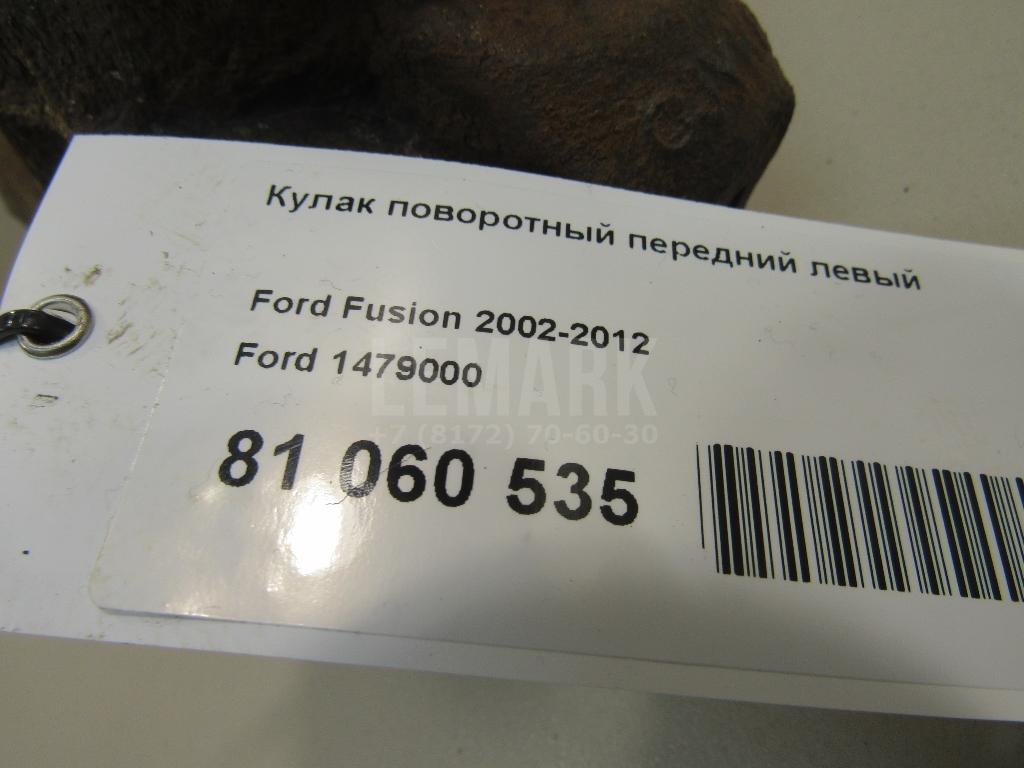 Кулак поворотный передний левый
Ford Fusion 2002-2012
Ford 1479000
LEMARK
+7 (8172) 70-60-30
81 060 535